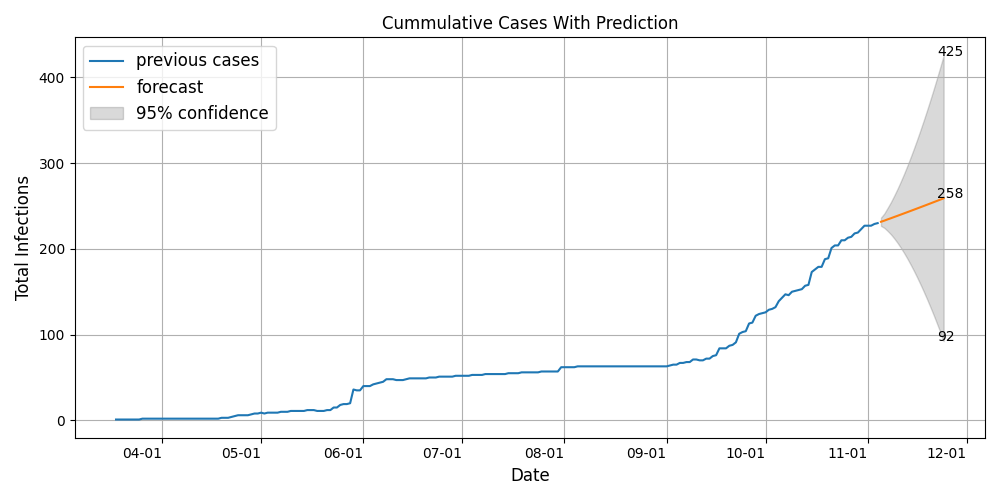 Cummulative Cases With Prediction
previous cases
forecast
95% confidence
Total Infections
400
300
200
100
0
425
258
92
04-01 05-01 06-01 07-01 08-01 09-01 10-01 11-01 12-01
Date